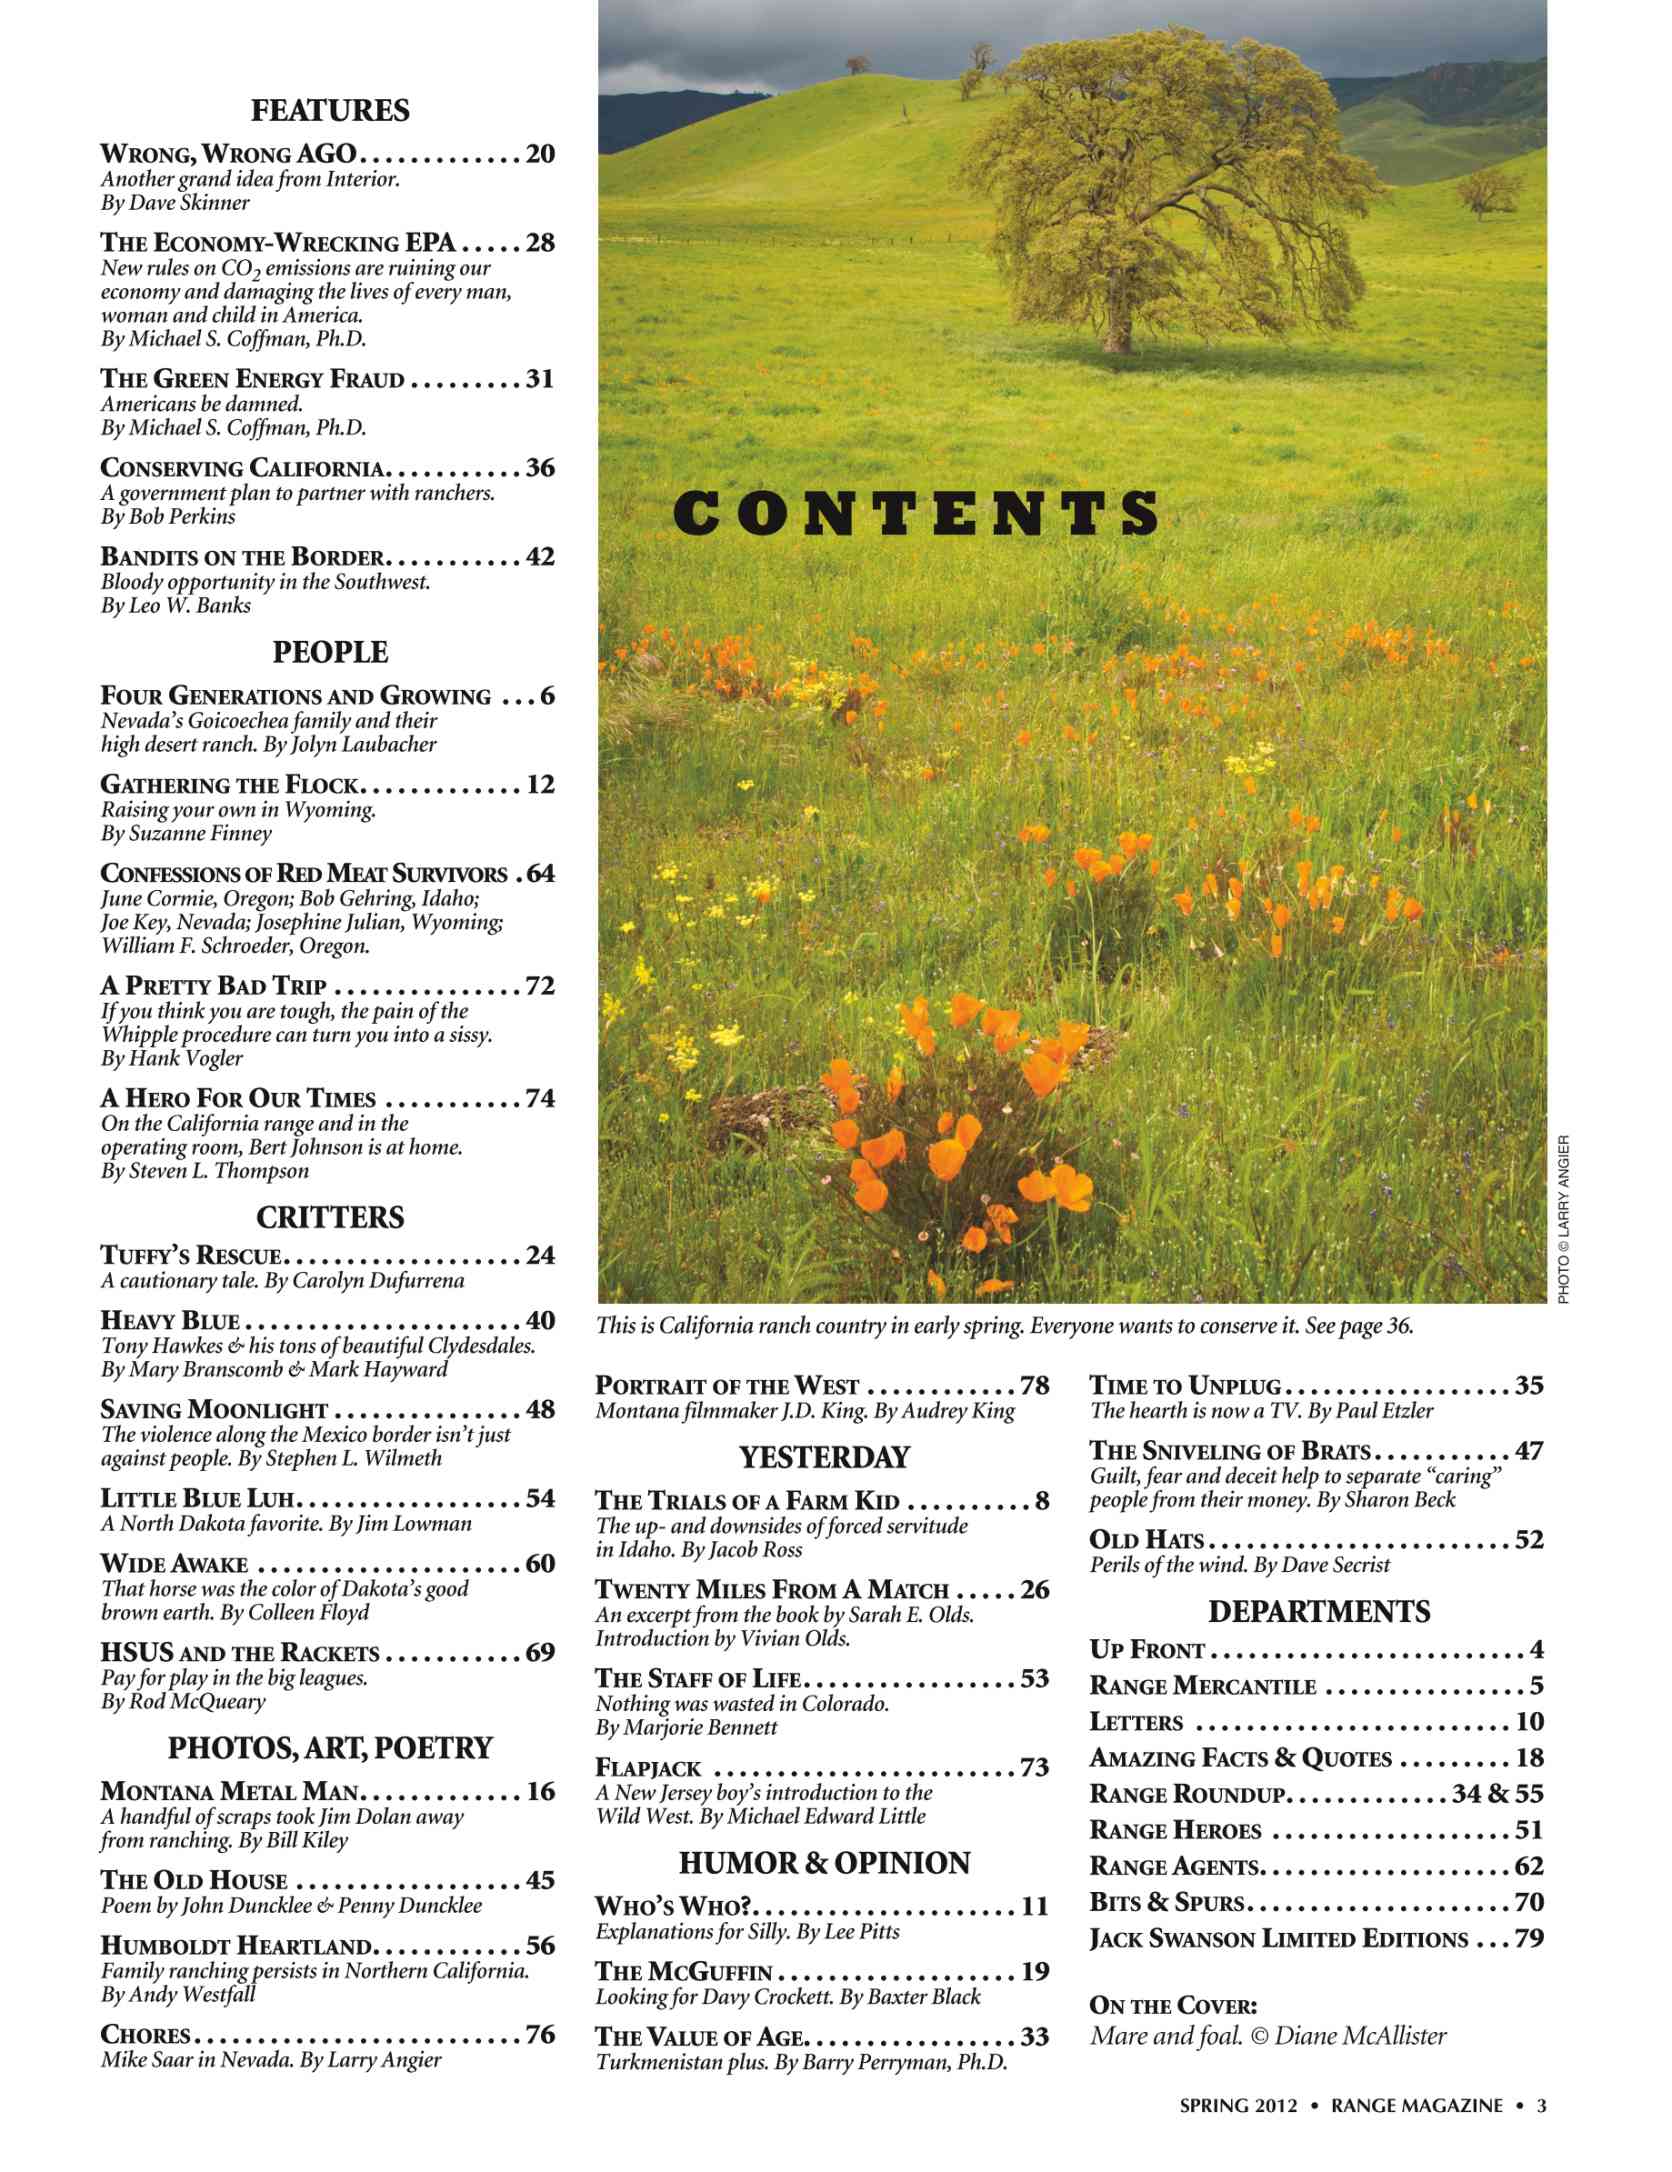 FEATURES
WRONG, WRONG AGO.............20
Another grand idea from Interior.
By Dave Skinner
THE ECONOMY-WRECKING EPA.....28
New rules on CO2 emissions are ruining our
economy and damaging the lives of every man,
woman and child in America.
By Michael S. Coffman, Ph.D.
THE GREEN ENERGY FRAUD.........31
Americans be damned.
By Michael S. Coffman, Ph.D.
CONSERVING CALIFORNIA...........36
A government plan to partner with ranchers.
By Bob Perkins
BANDITS ON THE BORDER...........42
Bloody opportunity in the Southwest.
By Leo W. Banks
PEOPLE
FOUR GENERATIONS AND GROWING ...6
Nevada's Goicoechea family and their
high desert ranch. By Jolyn Laubacher
GATHERING THE FLOCK.............12
Raising your own in Wyoming.
By Suzanne Finney
CONFESSIONS OF RED MEAT SURVIVORS .64
June Cormie, Oregon; Bob Gehring, Idaho;
Joe Key, Nevada; Josephine Julian, Wyoming;
William F. Schroeder, Oregon.
A PRETTY BAD TRIP ...............72
If you think you are tough, the pain of the
Whipple procedure can turn you into a sissy.
By Hank Vogler
A HERO FOR OUR TIMES ...........74
On the California range and in the
operating room, Bert Johnson is at home.
By Steven L. Thompson
CRITTERS
TUFFY'S RESCUE...................24
A cautionary tale. By Carolyn Dufurrena
HEAVY BLUE......................40
Tony Hawkes & his tons of beautiful Clydesdales.
By Mary Branscomb & Mark Hayward
SAVING MOONLIGHT...............48
The violence along the Mexico border isn't just
against people. By Stephen L. Wilmeth
LITTLE BLUE LUH..................54
A North Dakota favorite. By Jim Lowman
WIDE AWAKE .....................60
That horse was the color of Dakota's good
brown earth. By Colleen Floyd
HSUS AND THE RACKETS...........69
Pay for play in the big leagues.
By Rod McQueary
PHOTOS, ART, POETRY
MONTANA METAL MAN.............16
A handful of scraps took Jim Dolan away
from ranching. By Bill Kiley
THE OLD HOUSE ..................45
Poem by John Duncklee & Penny Duncklee
HUMBOLDT HEARTLAND............56
Family ranching persists in Northern California.
By Andy Westfall
CHORES..........................76
Mike Saar in Nevada. By Larry Angier
CONTENTS
PHOTO © LARRY ANGIER
This is California ranch country in early spring. Everyone wants to conserve it. See page 36.
PORTRAIT OF THE WEST ............78
Montana filmmaker J.D. King. By Audrey King
YESTERDAY
THE TRIALS OF A FARM KID ..........8
The up- and downsides of forced servitude
in Idaho. By Jacob Ross
TWENTY MILES FROM A MATCH .....26
An excerpt from the book by Sarah E. Olds.
Introduction by Vivian Olds.
THE STAFF OF LIFE.................53
Nothing was wasted in Colorado.
By Marjorie Bennett
FLAPJACK ........................73
A New Jersey boy's introduction to the
Wild West. By Michael Edward Little
HUMOR & OPINION
WHO'S WHO?.....................11
Explanations for Silly. By Lee Pitts
THE MCGUFFIN...................19
Looking for Davy Crockett. By Baxter Black
THE VALUE OF AGE.................33
Turkmenistan plus. By Barry Perryman, Ph.D.
TIME TO UNPLUG..................35
The hearth is now a TV. By Paul Etzler
THE SNIVELING OF BRATS...........47
Guilt, fear and deceit help to separate "caring"
people from their money. By Sharon Beck
OLD HATS........................52
Perils of the wind. By Dave Secrist
DEPARTMENTS
UP FRONT.........................4
RANGE MERCANTILE ................5
LETTERS .........................10
AMAZING FACTS & QUOTES .........18
RANGE ROUNDUP.............34 & 55
RANGE HEROES ...................51
RANGE AGENTS....................62
BITS & SPURS.....................70
JACK SWANSON LIMITED EDITIONS ...79
ON THE COVER:
Mare and foal. © Diane McAllister
SPRING 2012 • RANGE MAGAZINE • 3